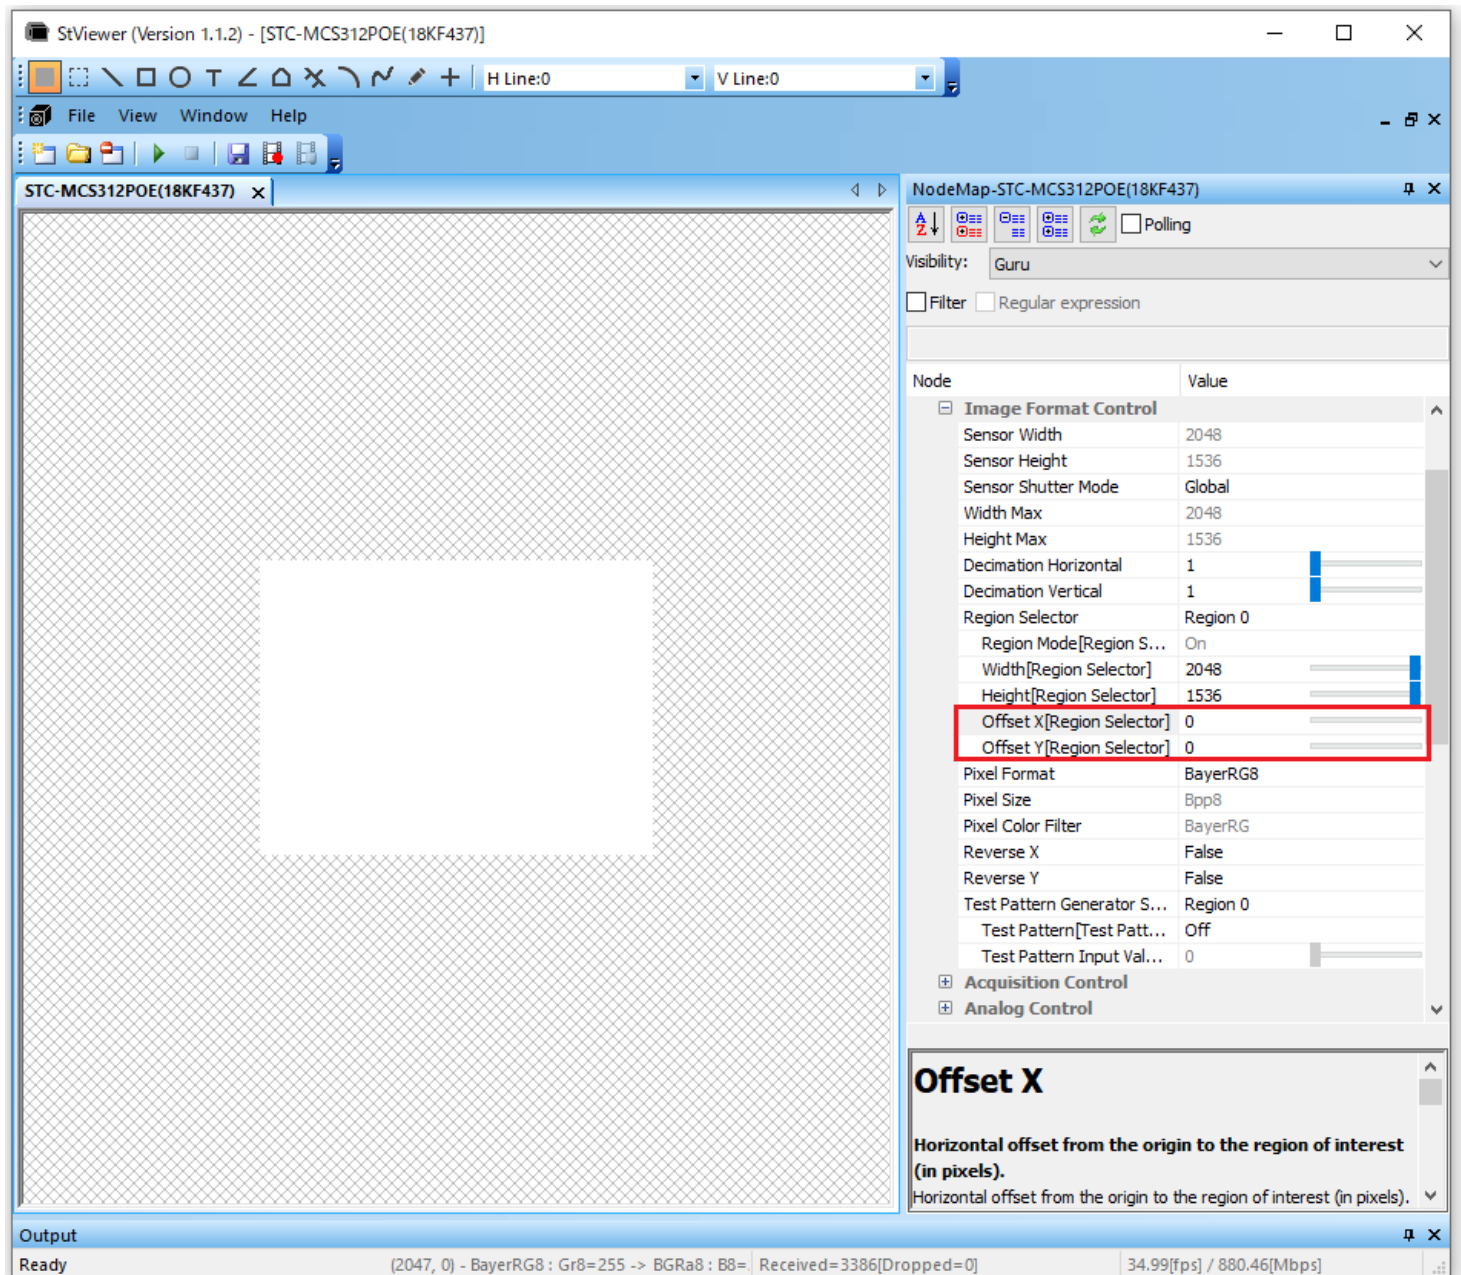 StViewer (Version 1.1.2) - [STC-MCS312POE(18KF437)]
H Line:0 V Line:0
File View Window Help
STC-MCS312POE(18KF437)
NodeMap-STC-MCS312POE(18KF437)
Polling
Visibility: Guru
Filter Regular expression
Node Value
Image Format Control
Sensor Width 2048
Sensor Height 1536
Sensor Shutter Mode Global
Width Max 2048
Height Max 1536
Decimation Horizontal 1
Decimation Vertical 1
Region Selector Region 0
Region Mode[Region S... On
Width[Region Selector] 2048
Height[Region Selector] 1536
Offset X[Region Selector] 0
Offset Y[Region Selector] 0
Pixel Format BayerRG8
Pixel Size Bpp8
Pixel Color Filter BayerRG
Reverse X False
Reverse Y False
Test Pattern Generator S... Region 0
Test Pattern[Test Patt... Off
Test Pattern Input Val... 0
Acquisition Control
Analog Control
Offset X
Horizontal offset from the origin to the region of interest
(in pixels).
Horizontal offset from the origin to the region of interest (in pixels).
Output
Ready (2047, 0) - BayerRG8 : Gr8=255 -> BGRa8 : B8=. Received=3386[Dropped=0] 34.99[fps] / 880.46[Mbps]